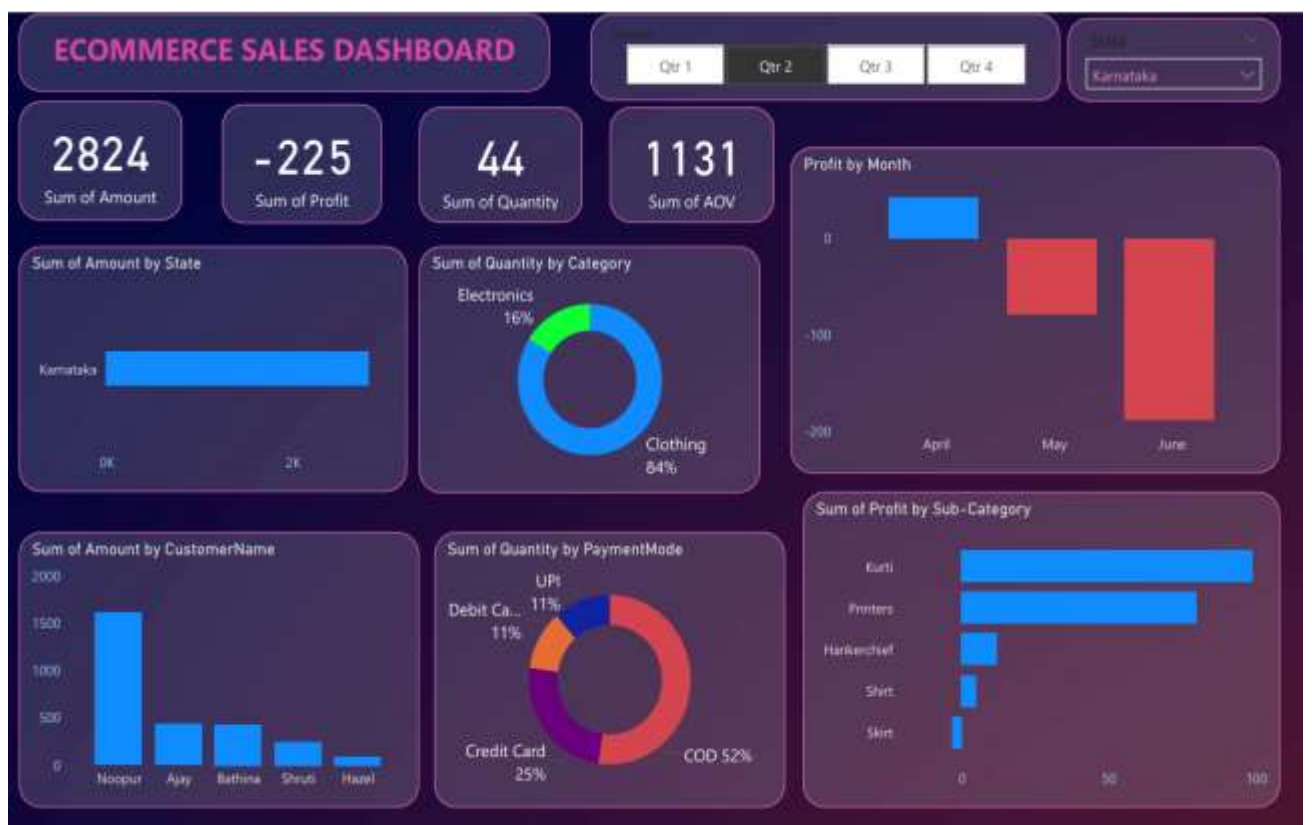 ECOMMERCE SALES DASHBOARD
Qtr 1
Qtr 2
Qtr 3
Qtr 4
State
Karnataka
2824
Sum of Amount
-225
Sum of Profit
44
Sum of Quantity
1131
Sum of AOV
Profit by Month
0
-100
-200
April
May
June
Sum of Amount by State
Karnataka
0K
2K
Sum of Quantity by Category
Electronics
16%
Clothing
84%
Sum of Amount by CustomerName
2000
1500
1000
500
0
Noopur
Ajay
Bathina
Shruti
Hazel
Sum of Quantity by PaymentMode
UPI
11%
Debit Ca...
11%
Credit Card
25%
COD 52%
Sum of Profit by Sub-Category
Kurti
Printers
Hankerchief
Shirt
Skirt
0
50
100